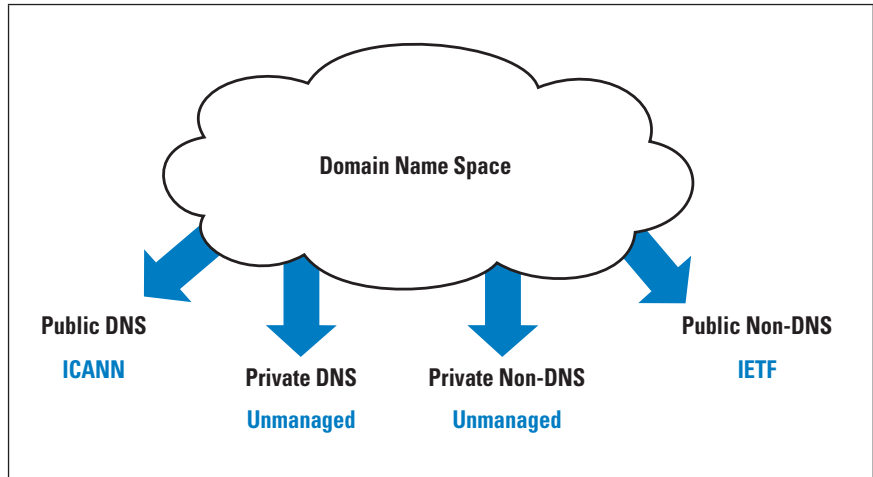 Domain Name Space
Public DNS
ICANN
Private DNS
Unmanaged
Private Non-DNS
Unmanaged
Public Non-DNS
IETF